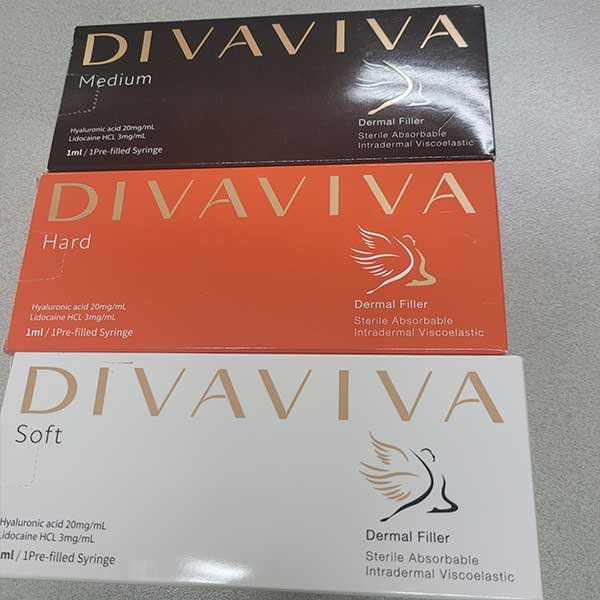 DIVAVIVA
Medium
Hyaluronic acid 20mg/mL
Lidocaine HCL 3mg/mL
1ml / 1Pre-filled Syringe
Dermal Filler
Sterile Absorbable
Intradermal Viscoelastic
DIVAVIVA
Hard
Hyaluronic acid 20mg/mL
Lidocaine HCL 3mg/mL
1ml / 1Pre-filled Syringe
Dermal Filler
Sterile Absorbable
Intradermal Viscoelastic
DIVAVIVA
Soft
Hyaluronic acid 20mg/mL
Lidocaine HCL 3mg/mL
ml / 1Pre-filled Syringe
Dermal Filler
Sterile Absorbable
Intradermal Viscoelastic